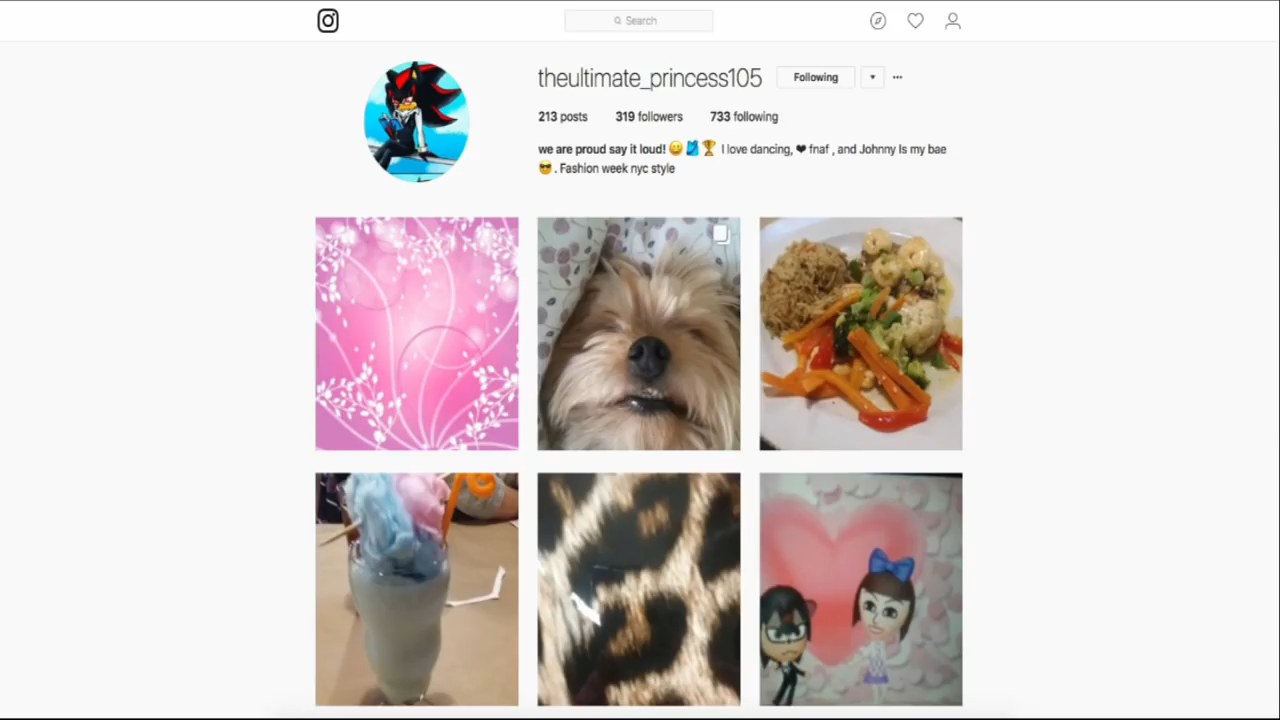 Search
theultimate_princess105 Following
213 posts 319 followers 733 following
we are proud say it loud! 😀 🎽 🏆 I love dancing, ❤ fnaf , and Johnny Is my bae
😎 . Fashion week nyc style